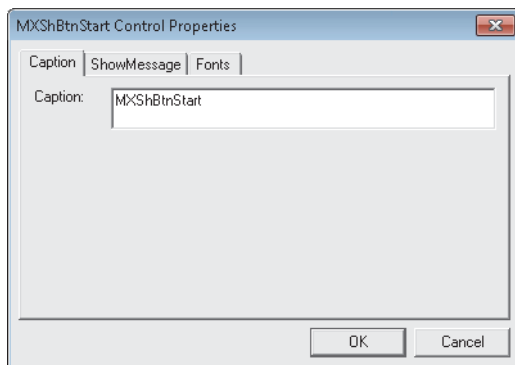 MXShBtnStart Control Properties
Caption ShowMessage Fonts
Caption: MXShBtnStart
OK Cancel